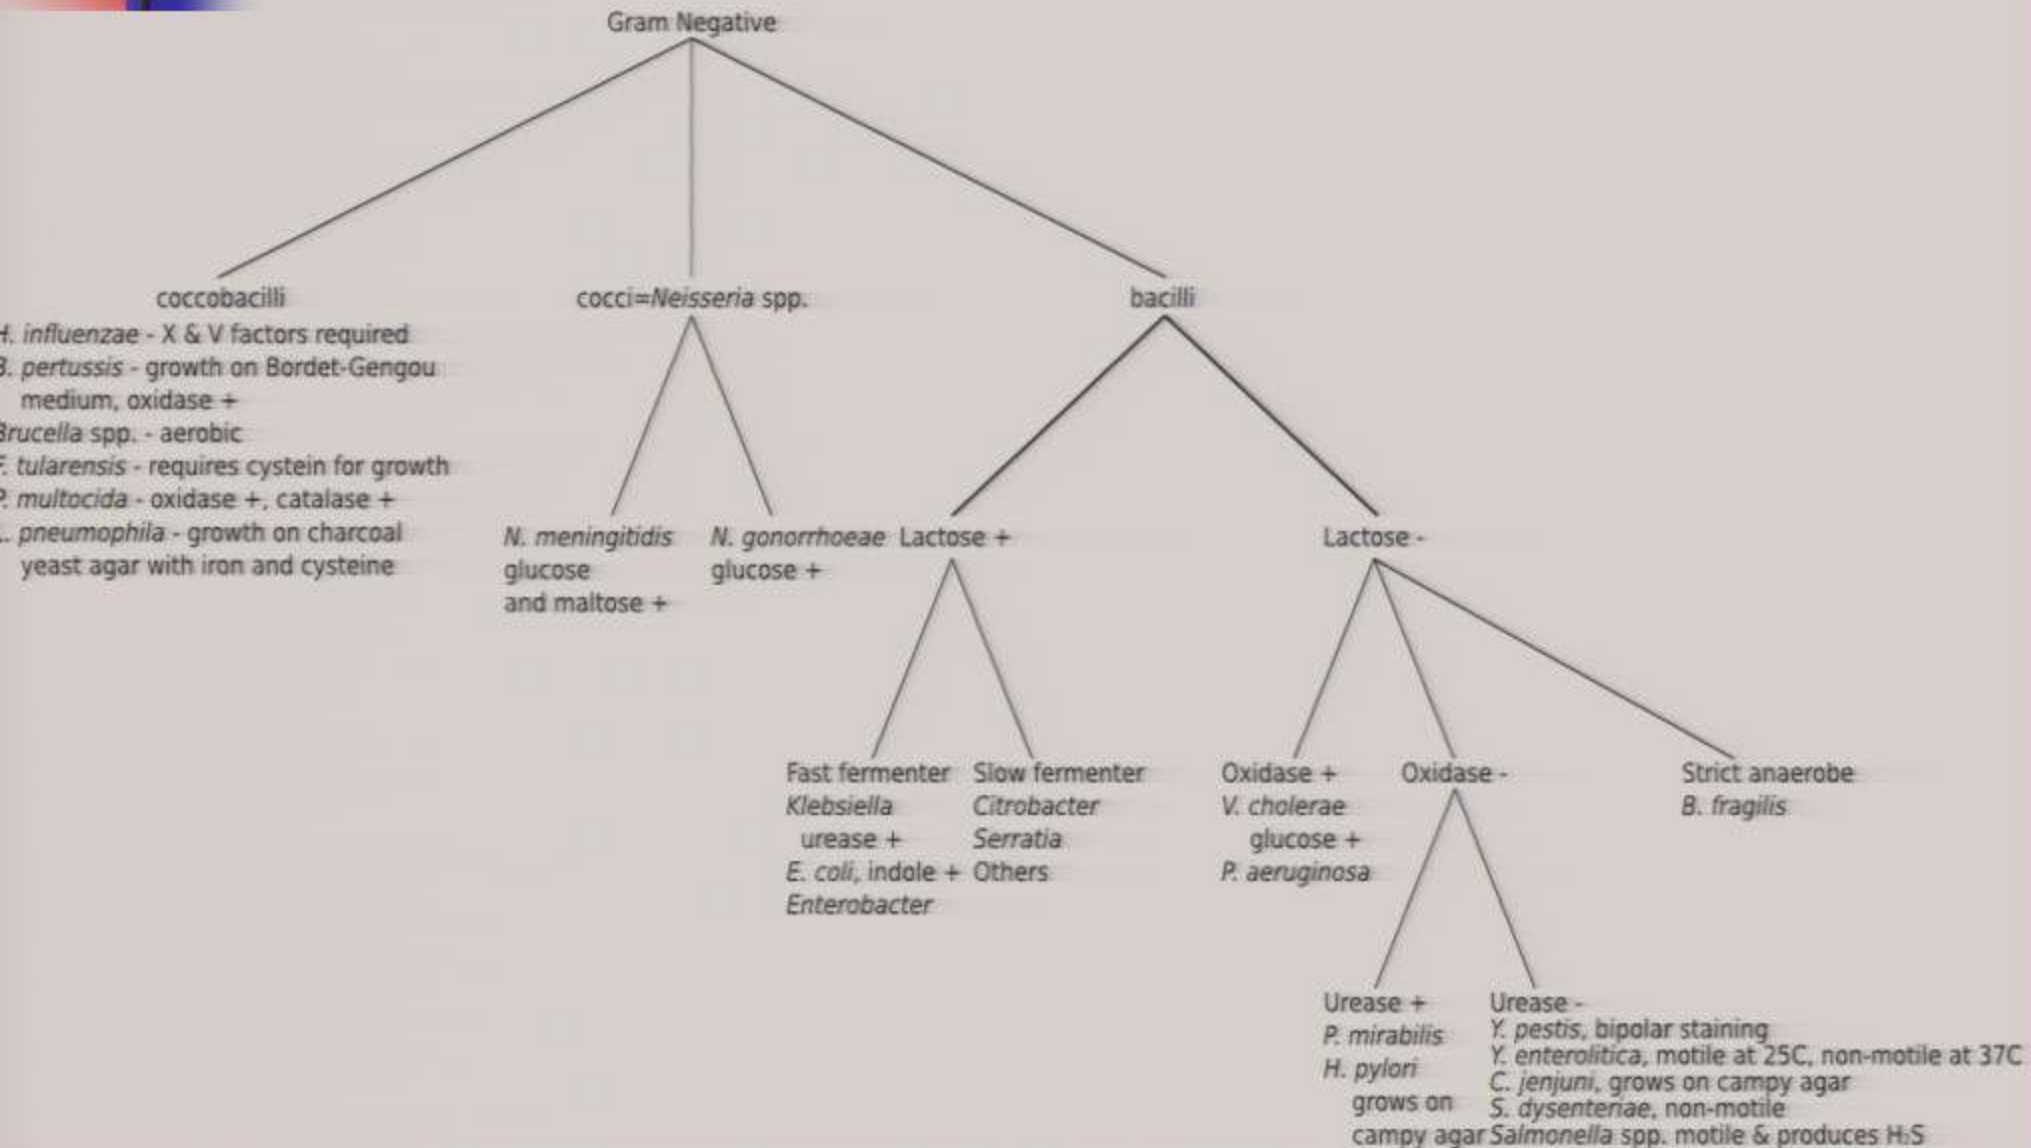 Gram Negative
coccobacilli
H. influenzae - X & V factors required
B. pertussis - growth on Bordet-Gengou
medium, oxidase +
Brucella spp. - aerobic
F. tularensis - requires cystein for growth
P. multocida - oxidase +, catalase +
L. pneumophila - growth on charcoal
yeast agar with iron and cysteine
cocci=Neisseria spp.
N. meningitidis
glucose
and maltose +
N. gonorrhoeae
glucose +
bacilli
Lactose +
Fast fermenter
Klebsiella
urease +
E. coli, indole +
Enterobacter
Slow fermenter
Citrobacter
Serratia
Others
Lactose -
Oxidase +
V. cholerae
glucose +
P. aeruginosa
Oxidase -
Urease +
P. mirabilis
H. pylori
grows on
campy agar
Urease -
Y. pestis, bipolar staining
Y. enterolitica, motile at 25C, non-motile at 37C
C. jenjuni, grows on campy agar
S. dysenteriae, non-motile
Salmonella spp. motile & produces H2S
Strict anaerobe
B. fragilis